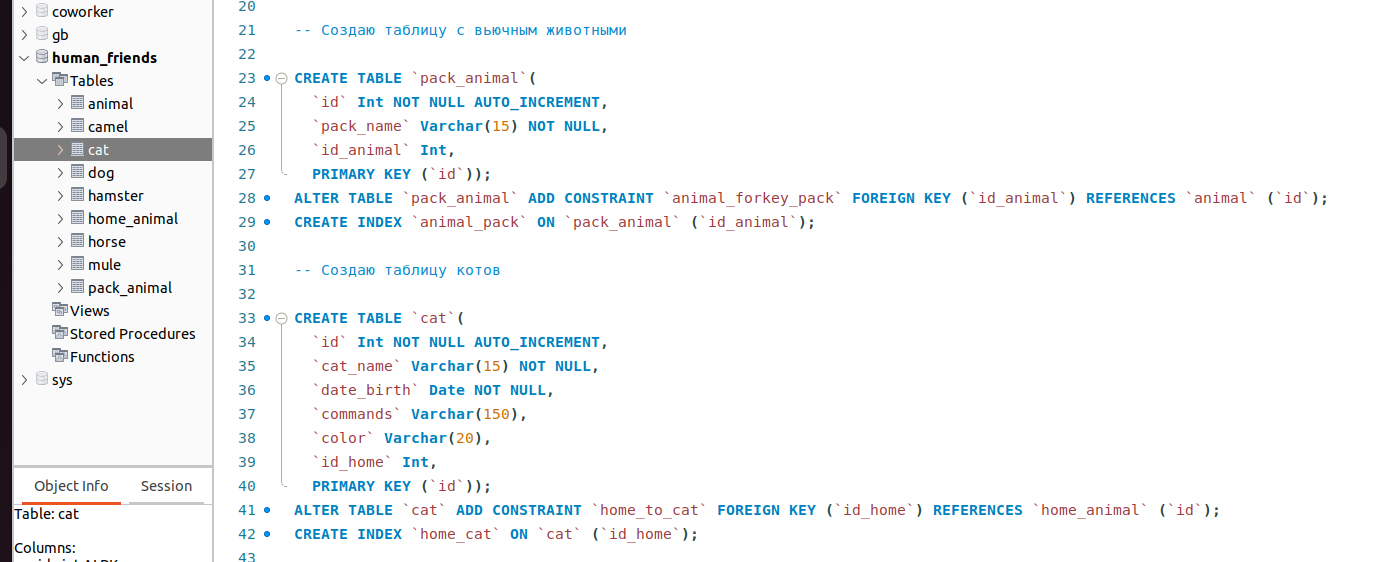 coworker
gb
human_friends
Tables
animal
camel
cat
dog
hamster
home_animal
horse
mule
pack_animal
Views
Stored Procedures
Functions
sys
Object Info Session
Table: cat
Columns:
20
21 -- Создаю таблицу с вьючным животными
22
23 CREATE TABLE `pack_animal`(
24 `id` Int NOT NULL AUTO_INCREMENT,
25 `pack_name` Varchar(15) NOT NULL,
26 `id_animal` Int,
27 PRIMARY KEY (`id`));
28 ALTER TABLE `pack_animal` ADD CONSTRAINT `animal_forkey_pack` FOREIGN KEY (`id_animal`) REFERENCES `animal` (`id`);
29 CREATE INDEX `animal_pack` ON `pack_animal` (`id_animal`);
30
31 -- Создаю таблицу котов
32
33 CREATE TABLE `cat`(
34 `id` Int NOT NULL AUTO_INCREMENT,
35 `cat_name` Varchar(15) NOT NULL,
36 `date_birth` Date NOT NULL,
37 `commands` Varchar(150),
38 `color` Varchar(20),
39 `id_home` Int,
40 PRIMARY KEY (`id`));
41 ALTER TABLE `cat` ADD CONSTRAINT `home_to_cat` FOREIGN KEY (`id_home`) REFERENCES `home_animal` (`id`);
42 CREATE INDEX `home_cat` ON `cat` (`id_home`);
43